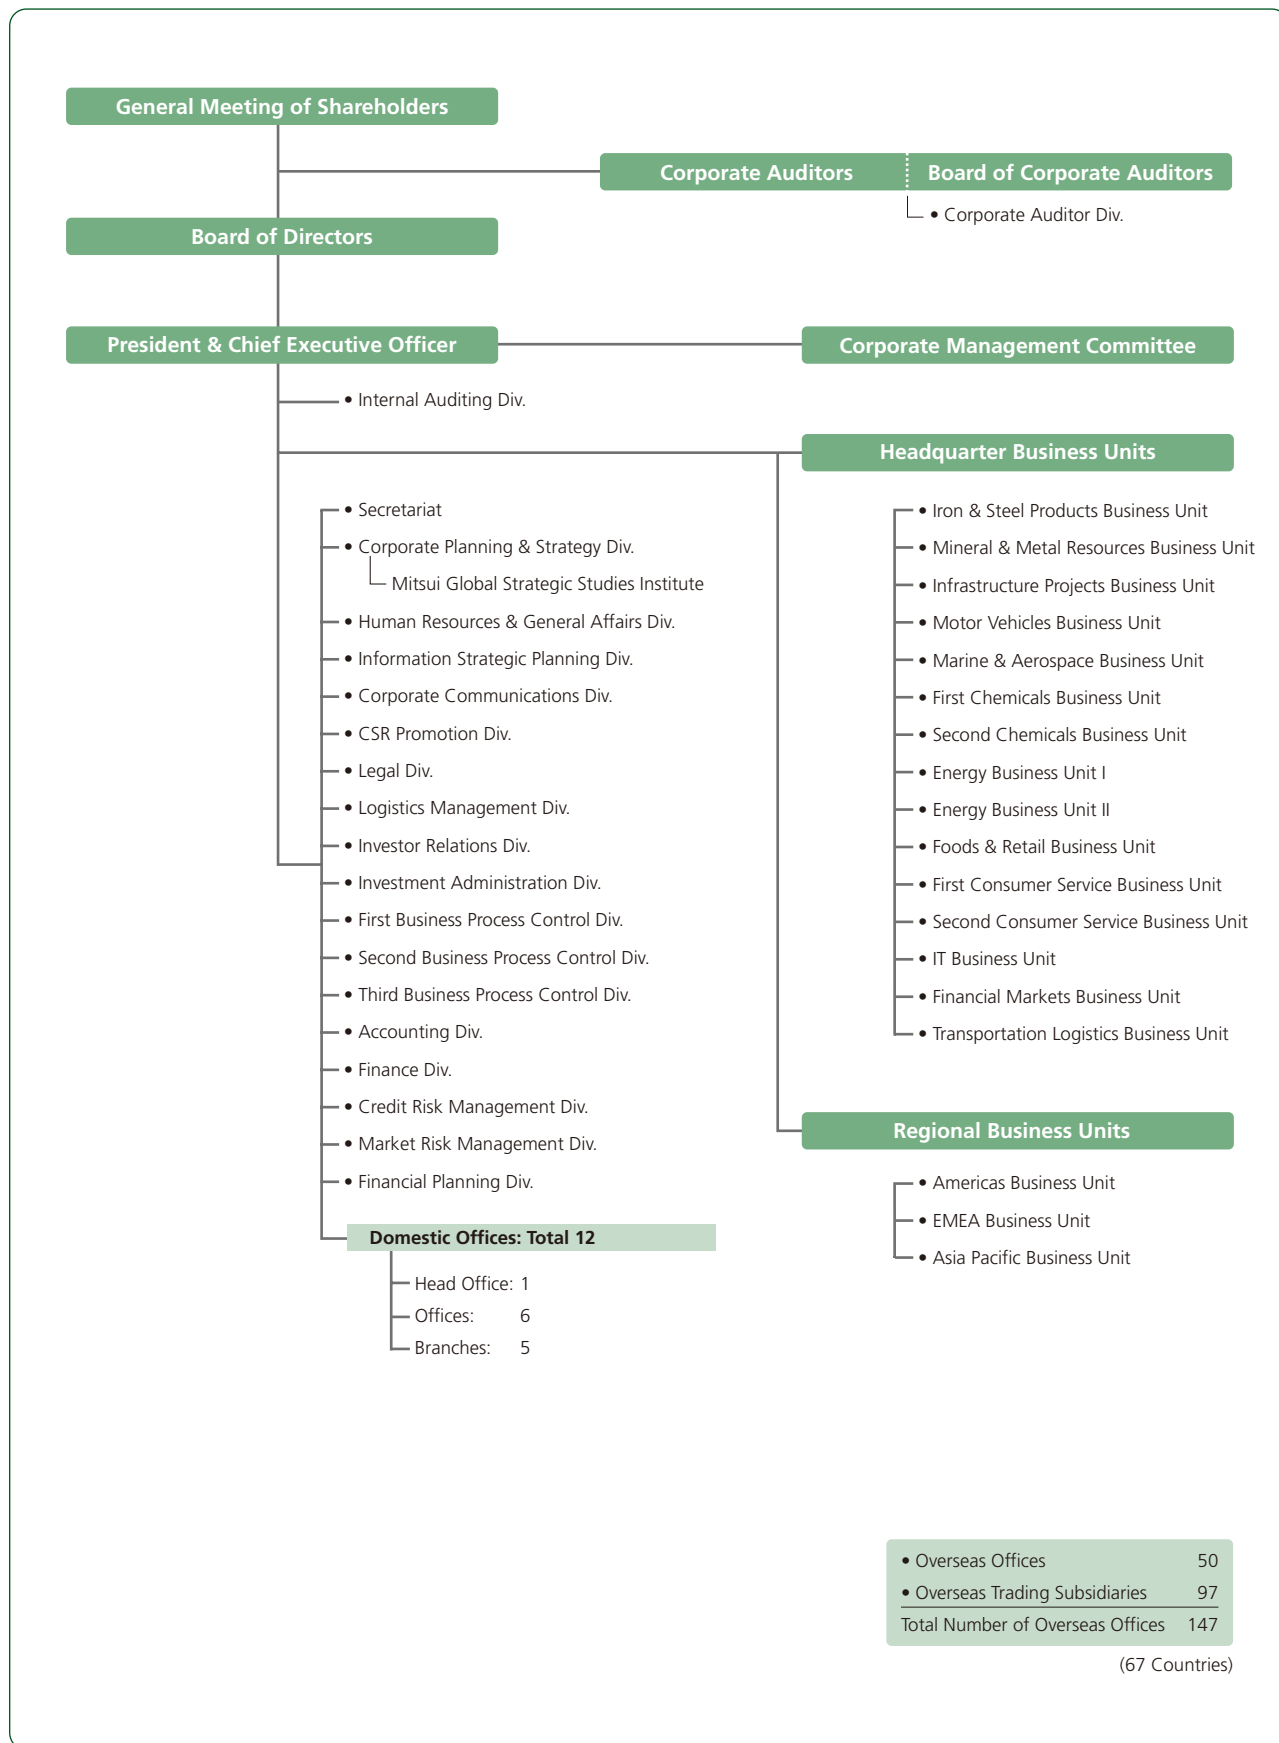 General Meeting of Shareholders
Corporate Auditors
Board of Corporate Auditors
• Corporate Auditor Div.
Board of Directors
President & Chief Executive Officer
Corporate Management Committee
• Internal Auditing Div.
Headquarter Business Units
• Secretariat
• Corporate Planning & Strategy Div.
Mitsui Global Strategic Studies Institute
• Human Resources & General Affairs Div.
• Information Strategic Planning Div.
• Corporate Communications Div.
• CSR Promotion Div.
• Legal Div.
• Logistics Management Div.
• Investor Relations Div.
• Investment Administration Div.
• First Business Process Control Div.
• Second Business Process Control Div.
• Third Business Process Control Div.
• Accounting Div.
• Finance Div.
• Credit Risk Management Div.
• Market Risk Management Div.
• Financial Planning Div.
Domestic Offices: Total 12
Head Office: 1
Offices: 6
Branches: 5
• Iron & Steel Products Business Unit
• Mineral & Metal Resources Business Unit
• Infrastructure Projects Business Unit
• Motor Vehicles Business Unit
• Marine & Aerospace Business Unit
• First Chemicals Business Unit
• Second Chemicals Business Unit
• Energy Business Unit I
• Energy Business Unit II
• Foods & Retail Business Unit
• First Consumer Service Business Unit
• Second Consumer Service Business Unit
• IT Business Unit
• Financial Markets Business Unit
• Transportation Logistics Business Unit
Regional Business Units
• Americas Business Unit
• EMEA Business Unit
• Asia Pacific Business Unit
• Overseas Offices 50
• Overseas Trading Subsidiaries 97
Total Number of Overseas Offices 147
(67 Countries)